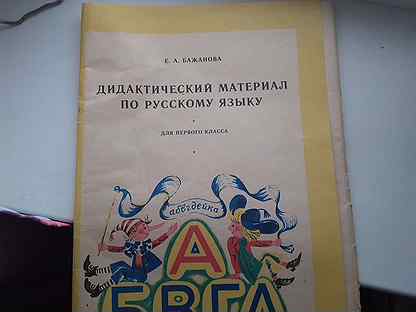 Е. А. БАЖАНОВА
ДИДАКТИЧЕСКИЙ МАТЕРИАЛ
ПО РУССКОМУ ЯЗЫКУ
ДЛЯ ПЕРВОГО КЛАССА
абвгдейка
А
БВГД